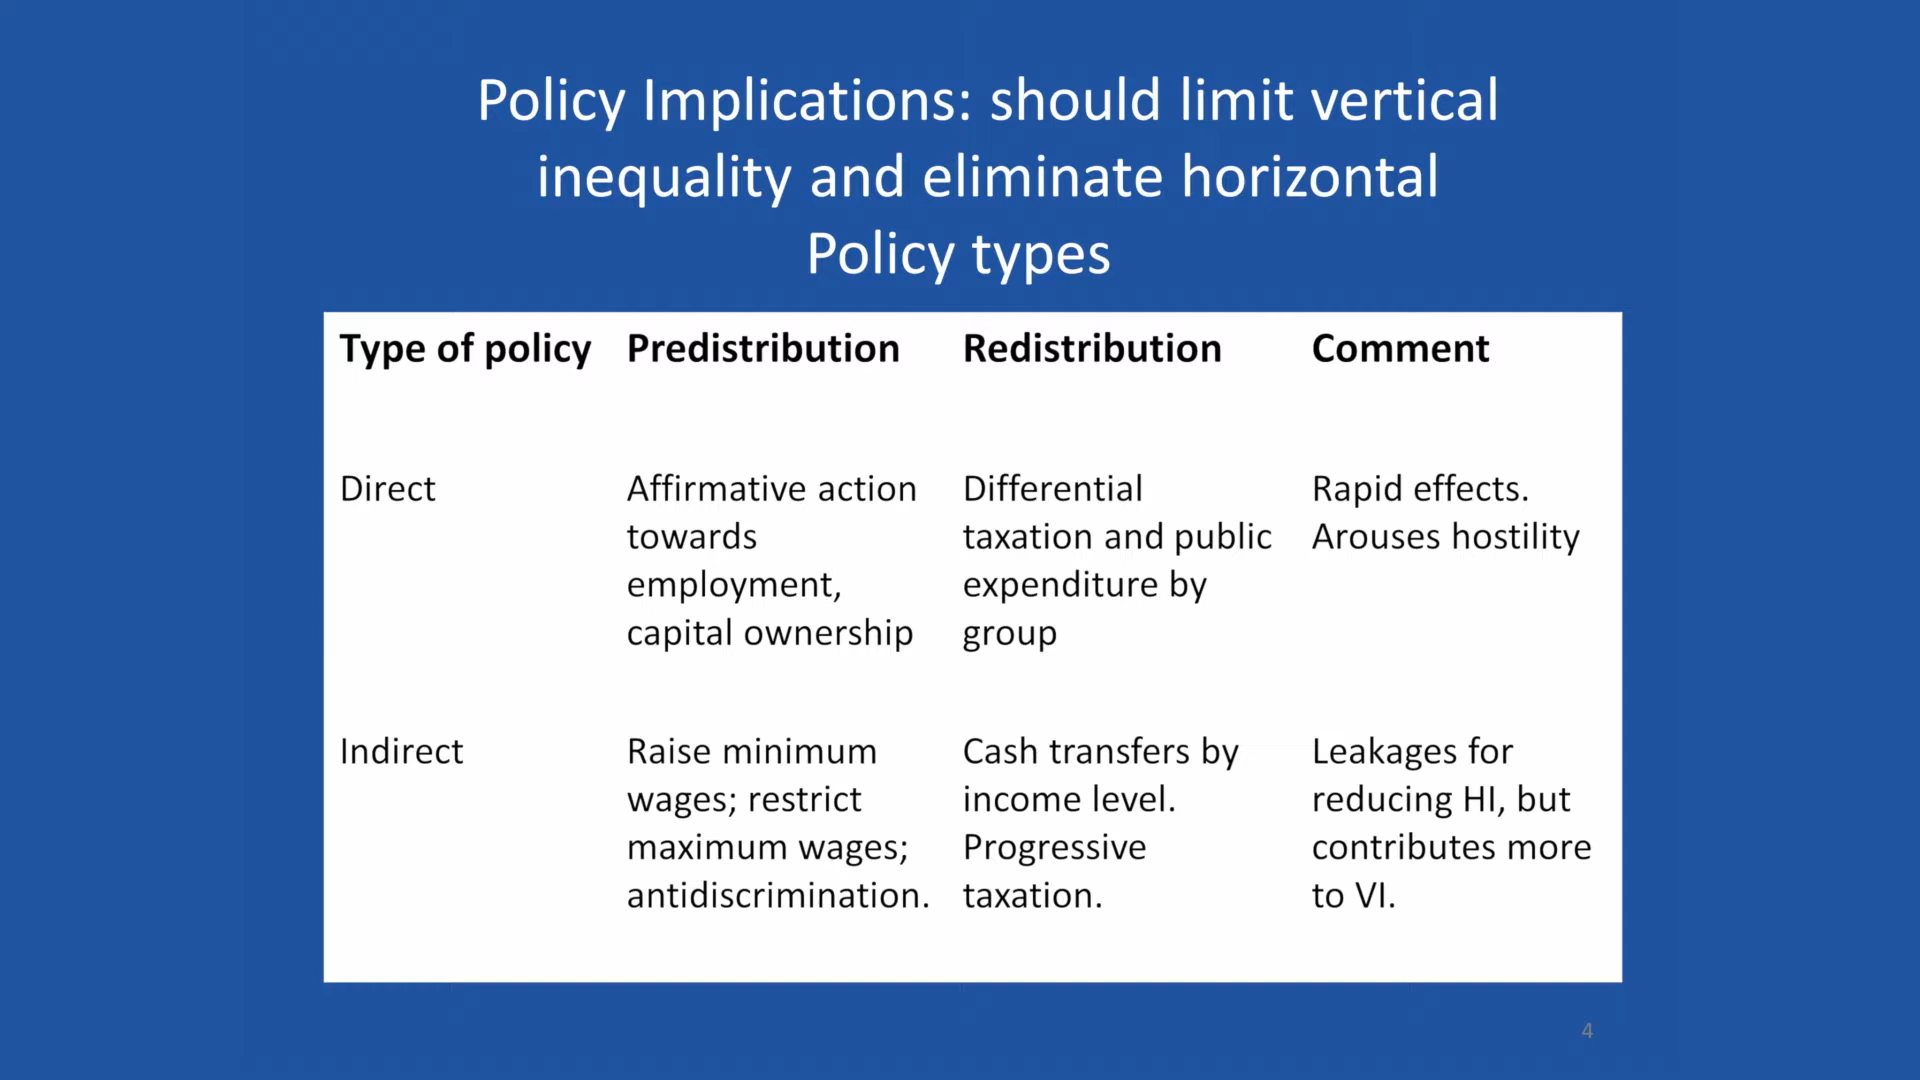 Policy Implications: should limit vertical
inequality and eliminate horizontal
Policy types
Type of policy
Predistribution
Redistribution
Comment
Direct
Affirmative action
towards
employment,
capital ownership
Differential
taxation and public
expenditure by
group
Rapid effects.
Arouses hostility
Indirect
Raise minimum
wages; restrict
maximum wages;
antidiscrimination.
Cash transfers by
income level.
Progressive
taxation.
Leakages for
reducing HI, but
contributes more
to VI.
4